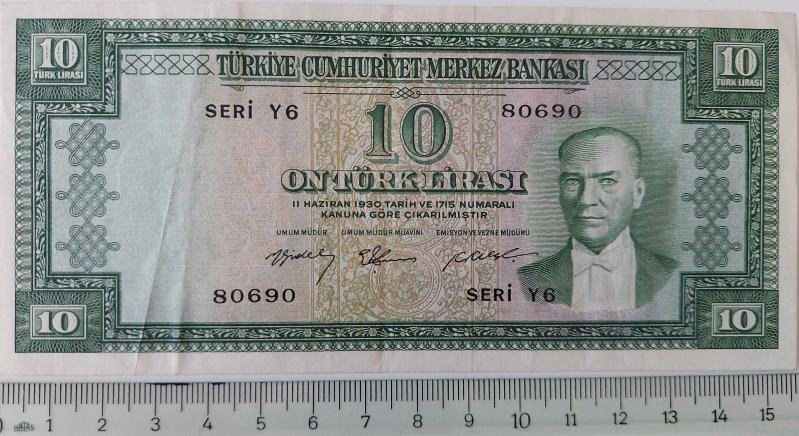 10
TÜRK LİRASI
TÜRKİYE CUMHURİYET MERKEZ BANKASI
10
TÜRK LİRASI
SERİ Y6
80690
10
ON TÜRK LİRASI
11 HAZİRAN 1930 TARİH VE 1715 NUMARALI
KANUNA GÖRE ÇIKARILMIŞTIR
UMUM MÜDÜR UMUM MÜDÜR MUAVİNİ EMİSYON VE VEZNE MÜDÜRÜ
80690
SERİ Y6
10
10
0 1 2 3 4 5 6 7 8 9 10 11 12 13 14 15
HATAS